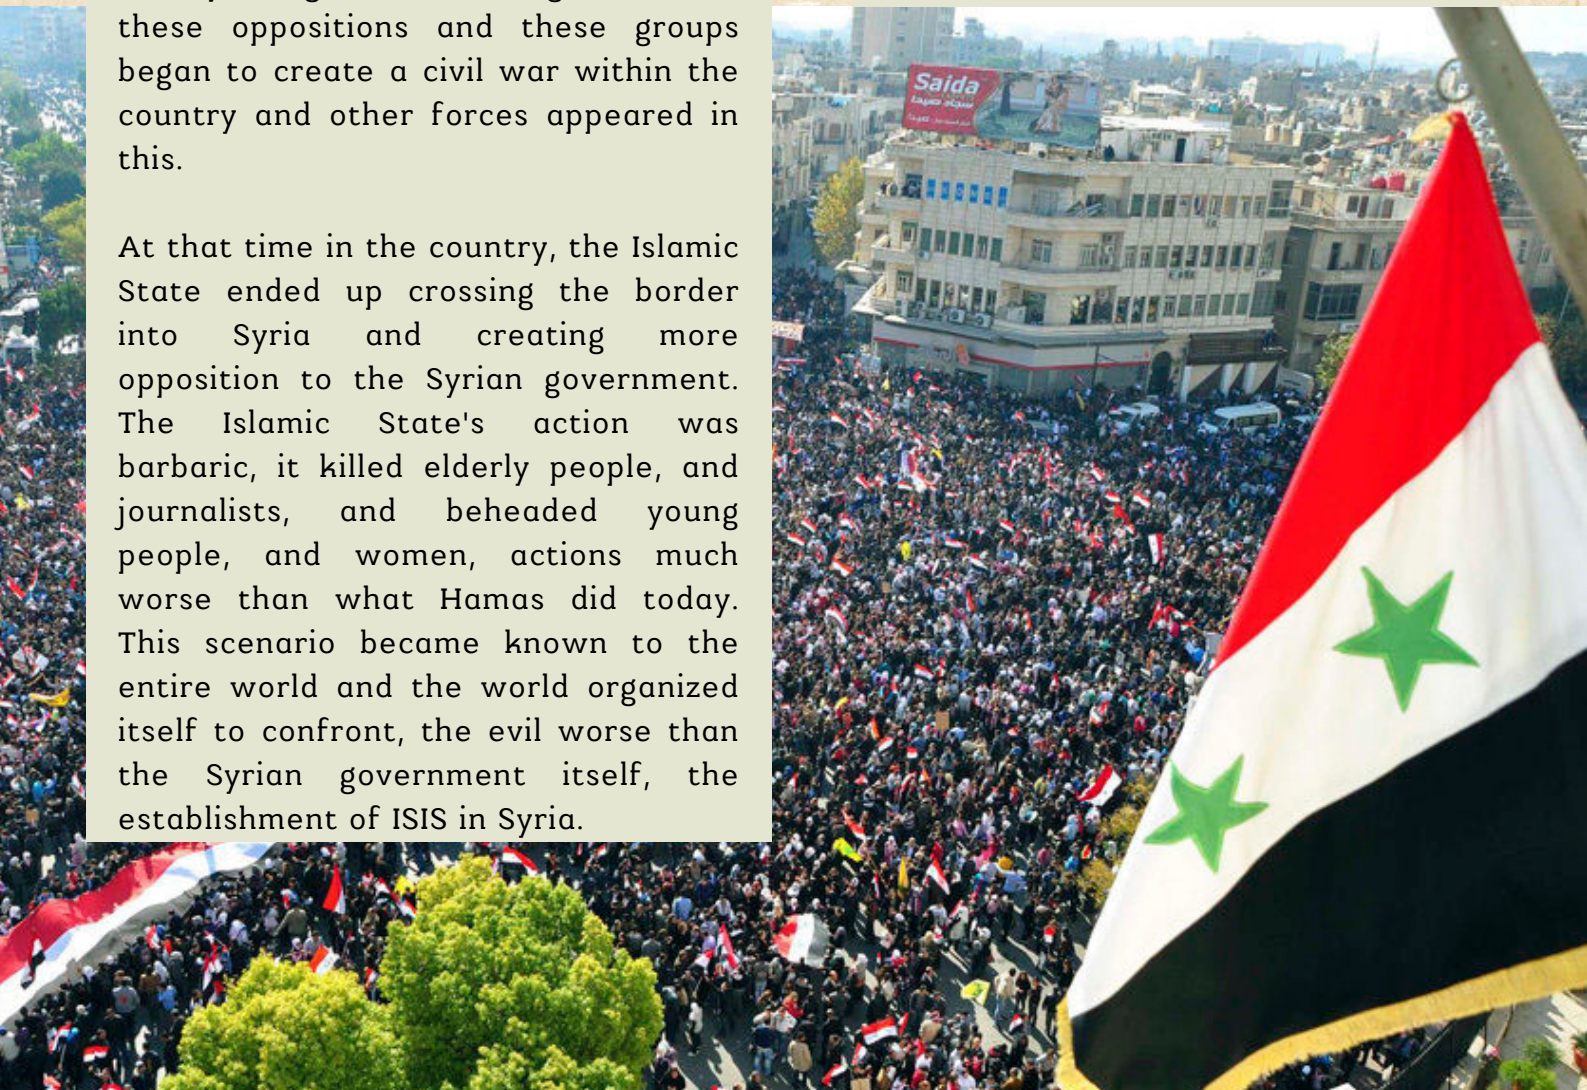 these oppositions and these groups
began to create a civil war within the
country and other forces appeared in
this.
At that time in the country, the Islamic
State ended up crossing the border
into Syria and creating more
opposition to the Syrian government.
The Islamic State's action was
barbaric, it killed elderly people, and
journalists, and beheaded young
people, and women, actions much
worse than what Hamas did today.
This scenario became known to the
entire world and the world organized
itself to confront, the evil worse than
the Syrian government itself, the
establishment of ISIS in Syria.
Saida
سجاد صيدا